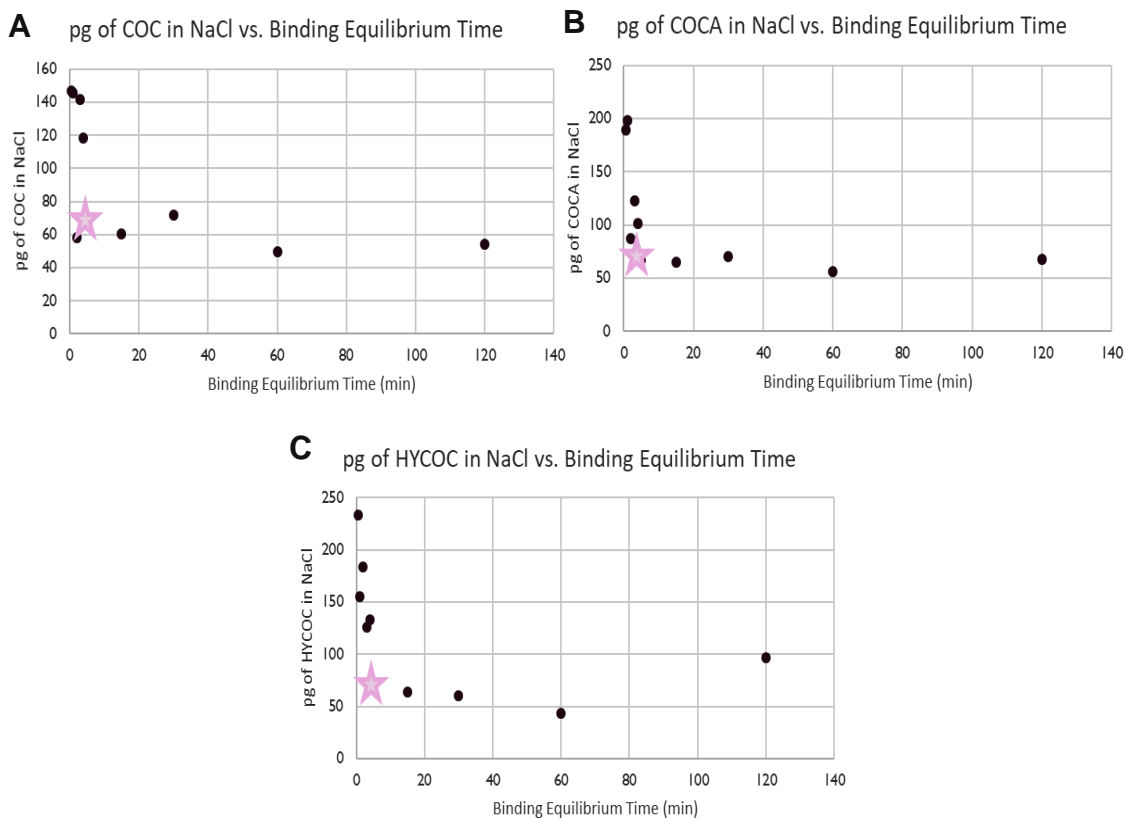 A
pg of COC in NaCl vs. Binding Equilibrium Time
pg of COC in NaCl
160
140
120
100
80
60
40
20
0
0 20 40 60 80 100 120 140
Binding Equilibrium Time (min)
B
pg of COCA in NaCl vs. Binding Equilibrium Time
pg of COCA in NaCl
250
200
150
100
50
0
0 20 40 60 80 100 120 140
Binding Equilibrium Time (min)
C
pg of HYCOC in NaCl vs. Binding Equilibrium Time
pg of HYCOC in NaCl
250
200
150
100
50
0
0 20 40 60 80 100 120 140
Binding Equilibrium Time (min)